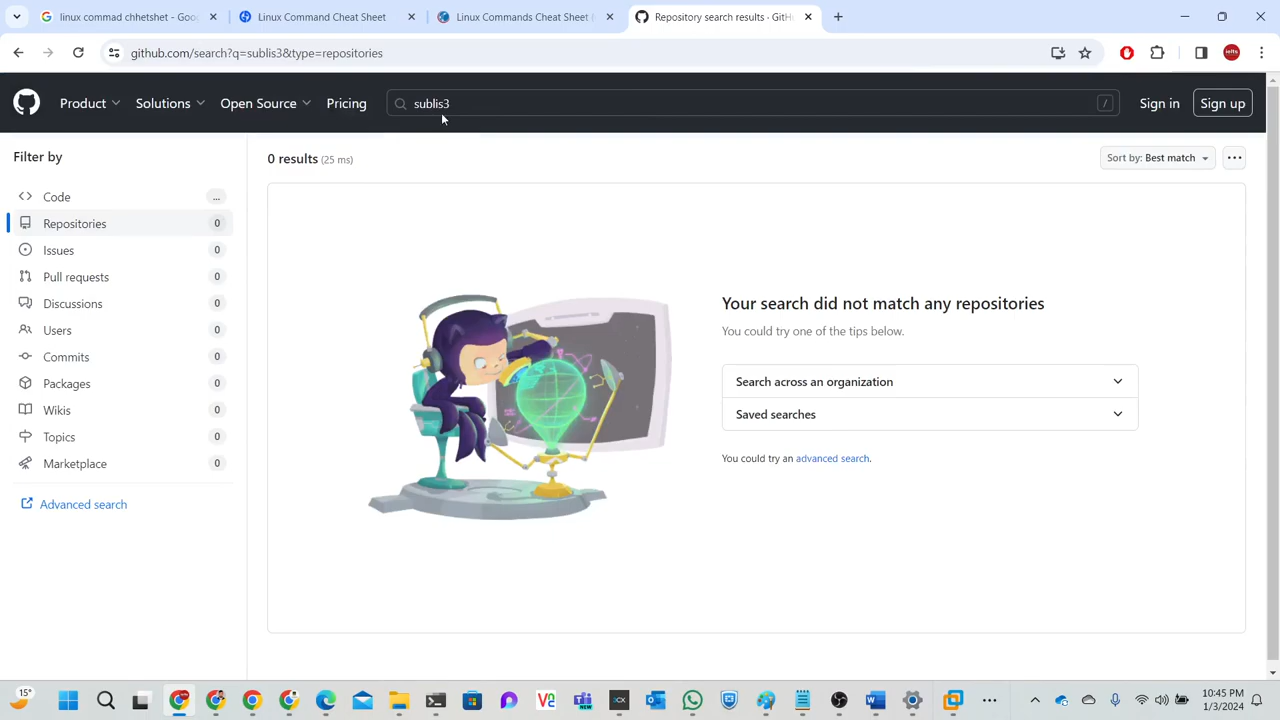 linux commad chhetshet - Goo
Linux Command Cheat Sheet
Linux Commands Cheat Sheet
Repository search results · GitH
github.com/search?q=sublis3&type=repositories
Product
Solutions
Open Source
Pricing
sublis3
/
Sign in
Sign up
Filter by
Code ...
Repositories 0
Issues 0
Pull requests 0
Discussions 0
Users 0
Commits 0
Packages 0
Wikis 0
Topics 0
Marketplace 0
Advanced search
0 results (25 ms)
Sort by: Best match
Your search did not match any repositories
You could try one of the tips below.
Search across an organization
Saved searches
You could try an advanced search.
15°
10:45 PM
1/3/2024